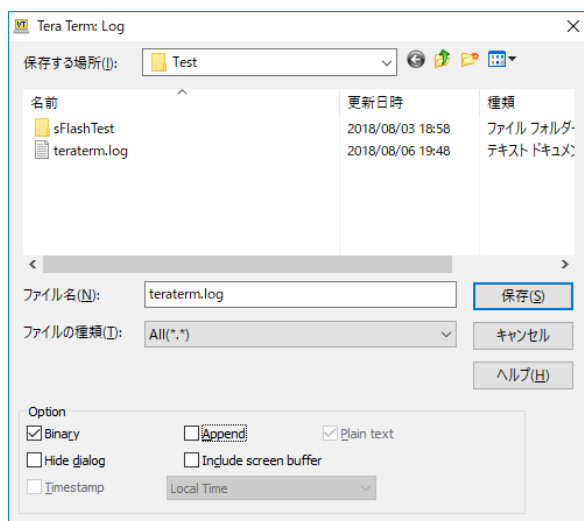 Tera Term: Log
保存する場所(I): Test
名前 更新日時 種類
sFlashTest 2018/08/03 18:58 ファイル フォルダー
teraterm.log 2018/08/06 19:48 テキスト ドキュメ
ファイル名(N): teraterm.log 保存(S)
ファイルの種類(T): All(*.*) キャンセル
ヘルプ(H)
Option
Binary Append Plain text
Hide dialog Include screen buffer
Timestamp Local Time